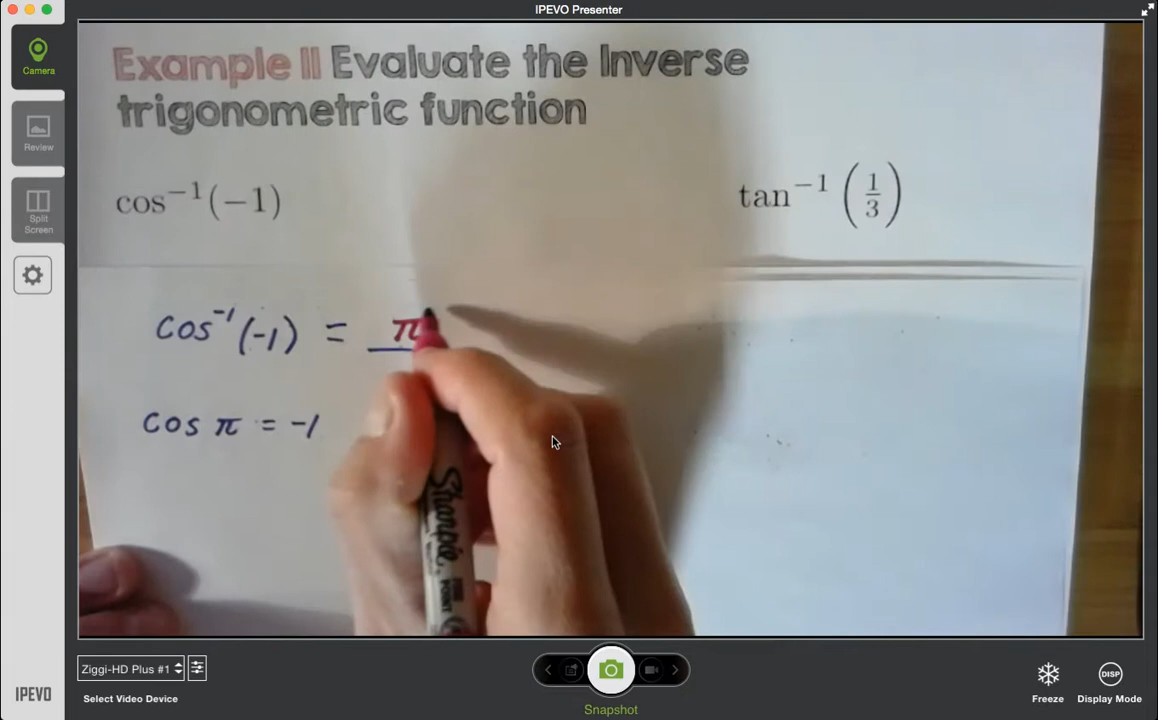 IPEVO Presenter
Camera
Review
Split
Screen
Example II Evaluate the Inverse
trigonometric function
cos⁻¹(−1)
tan⁻¹(1/3)
cos⁻¹(-1) = π
cos π = -1
Sharpie
POINT
Ziggi-HD Plus #1
Select Video Device
IPEVO
Snapshot
Freeze
DISP
Display Mode